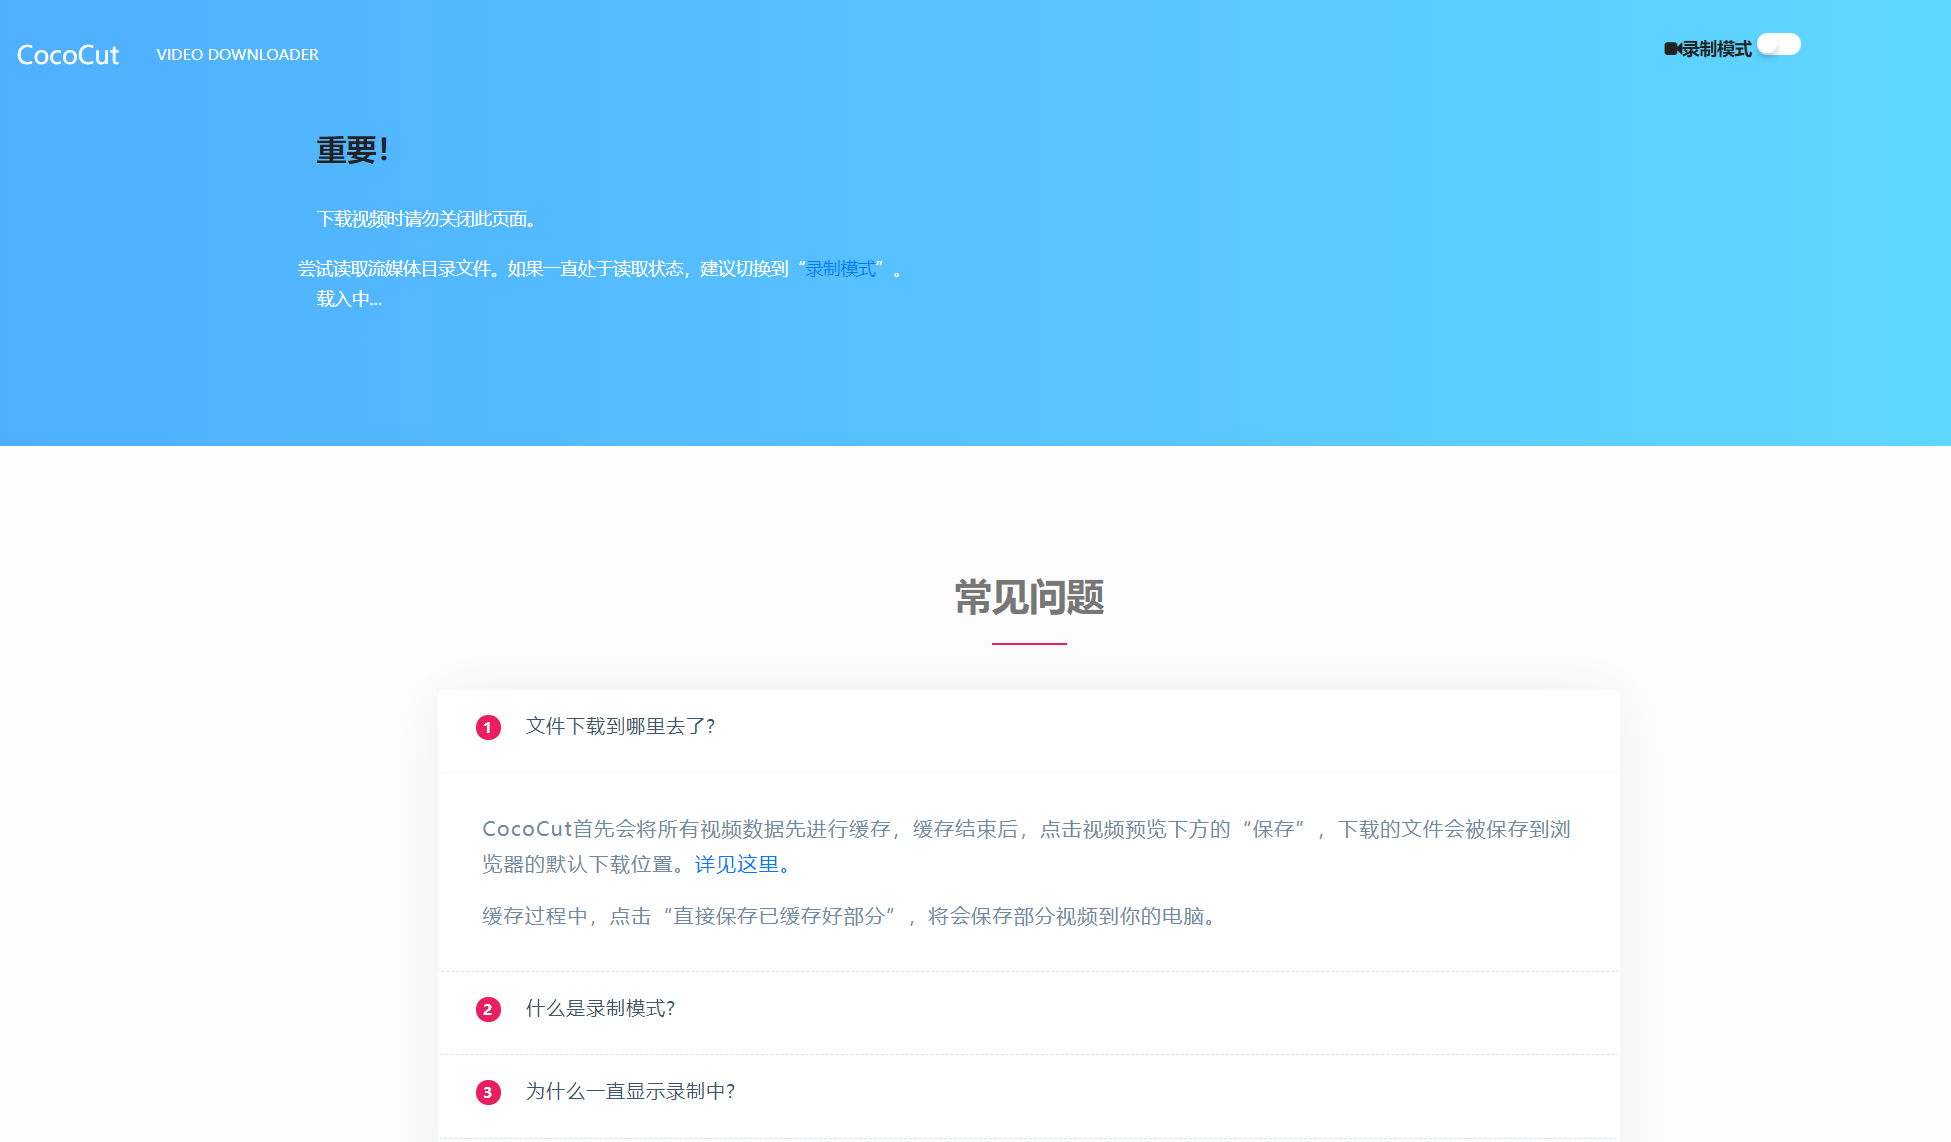 CocoCut
VIDEO DOWNLOADER
录制模式
重要！
下载视频时请勿关闭此页面。
尝试读取流媒体目录文件。如果一直处于读取状态，建议切换到“录制模式”。
载入中...
常见问题
1 文件下载到哪里去了？
CocoCut首先会将所有视频数据先进行缓存，缓存结束后，点击视频预览下方的“保存”，下载的文件会被保存到浏
览器的默认下载位置。详见这里。
缓存过程中，点击“直接保存已缓存好部分”，将会保存部分视频到你的电脑。
2 什么是录制模式？
3 为什么一直显示录制中？